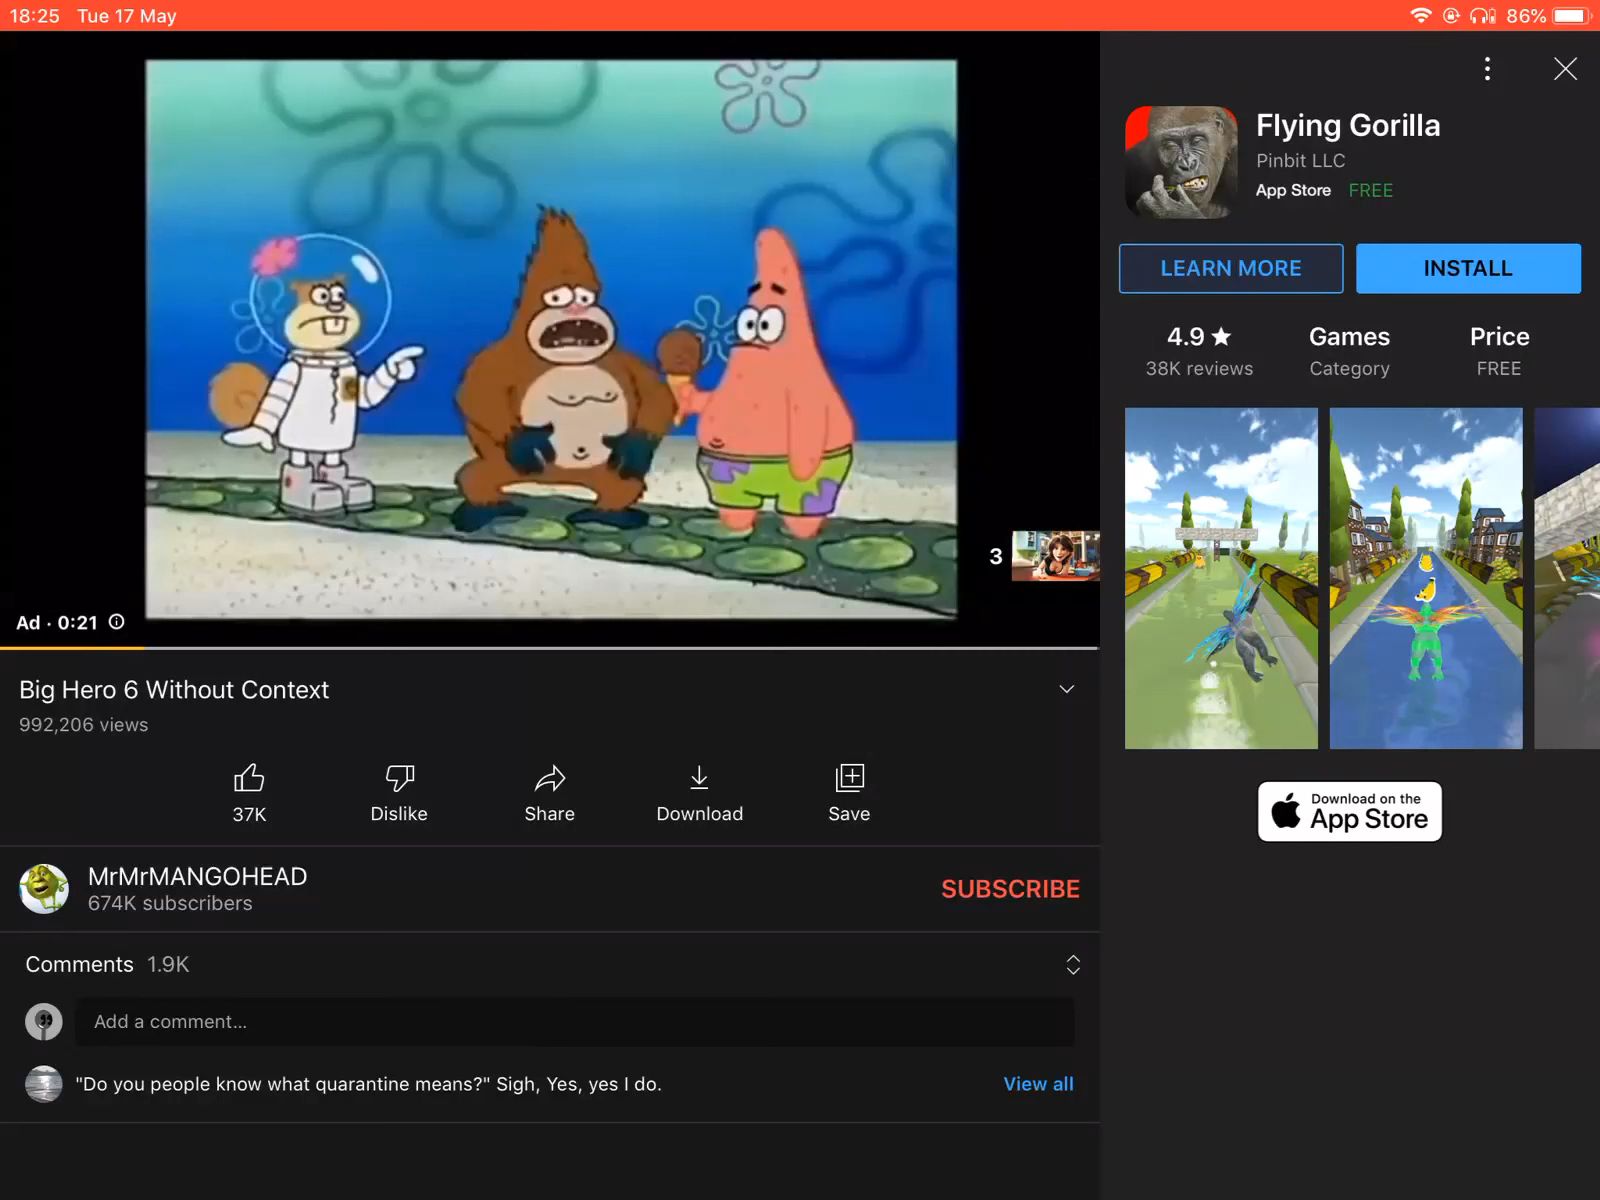 18:25 Tue 17 May
86%
3
Ad · 0:21
Big Hero 6 Without Context
992,206 views
37K
Dislike
Share
Download
Save
MrMrMANGOHEAD
674K subscribers
SUBSCRIBE
Comments 1.9K
Add a comment...
"Do you people know what quarantine means?" Sigh, Yes, yes I do.
View all
Flying Gorilla
Pinbit LLC
App Store FREE
LEARN MORE
INSTALL
4.9 ★
38K reviews
Games
Category
Price
FREE
Download on the
App Store